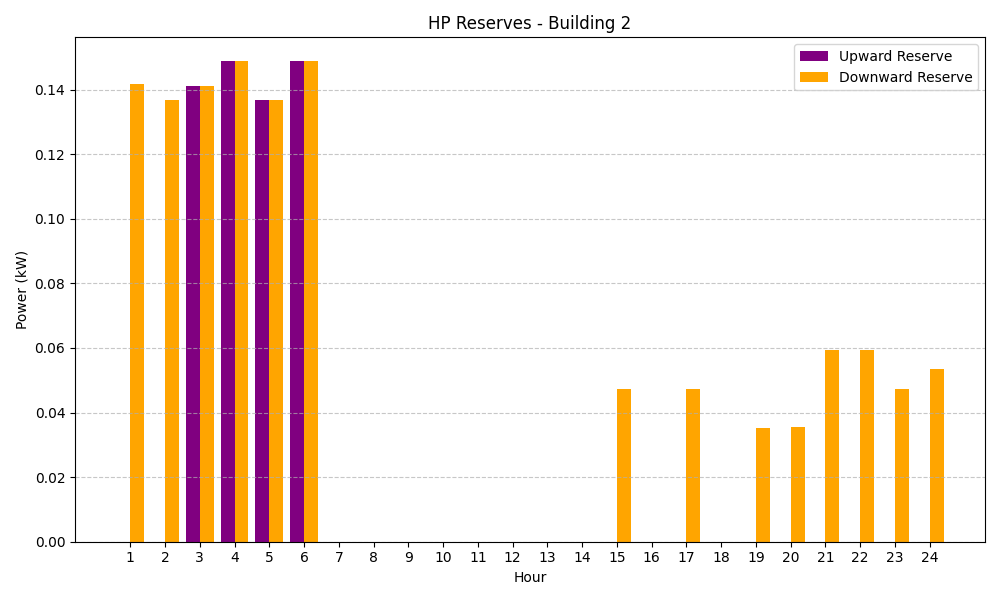 HP Reserves - Building 2
Upward Reserve
Downward Reserve
Power (kW)
0.14
0.12
0.10
0.08
0.06
0.04
0.02
0.00
1 2 3 4 5 6 7 8 9 10 11 12 13 14 15 16 17 18 19 20 21 22 23 24
Hour